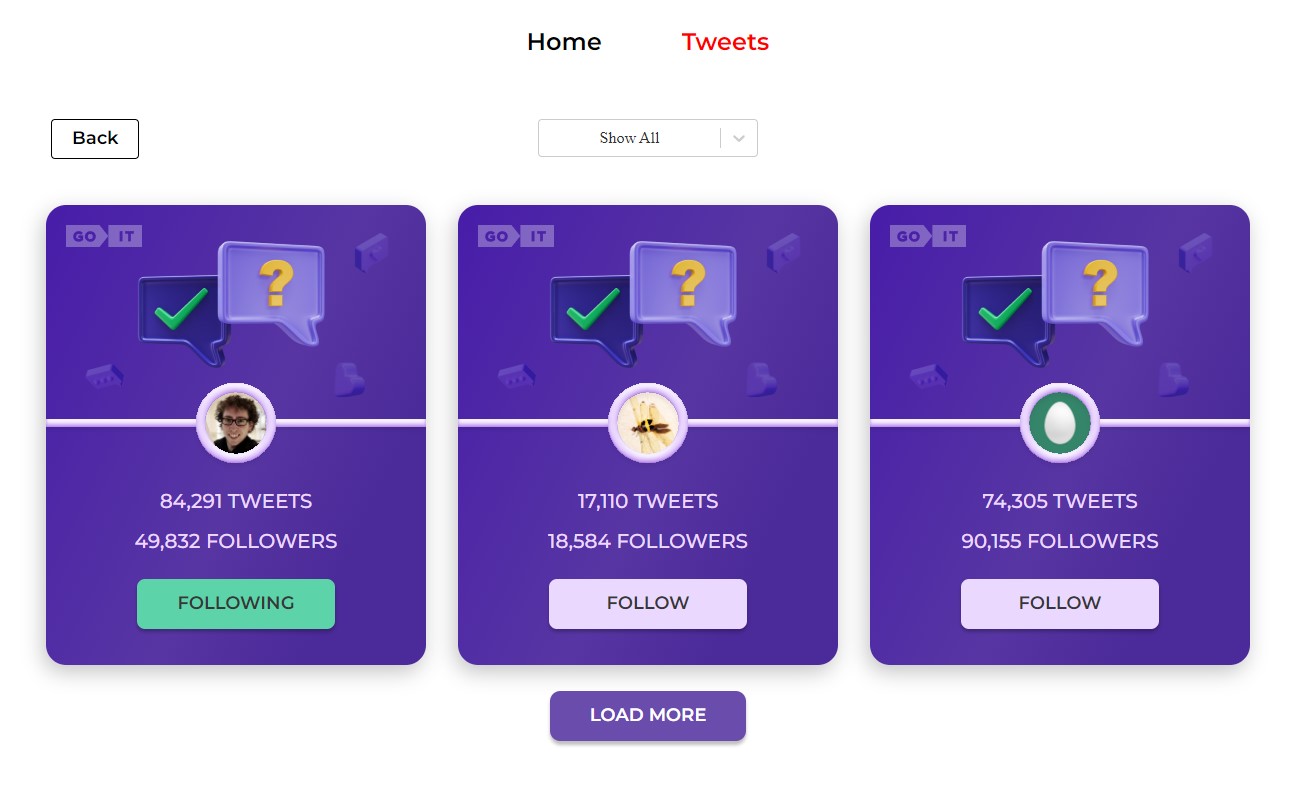 Home Tweets
Back Show All
GO IT
?
84,291 TWEETS
49,832 FOLLOWERS
FOLLOWING
GO IT
?
17,110 TWEETS
18,584 FOLLOWERS
FOLLOW
GO IT
?
74,305 TWEETS
90,155 FOLLOWERS
FOLLOW
LOAD MORE